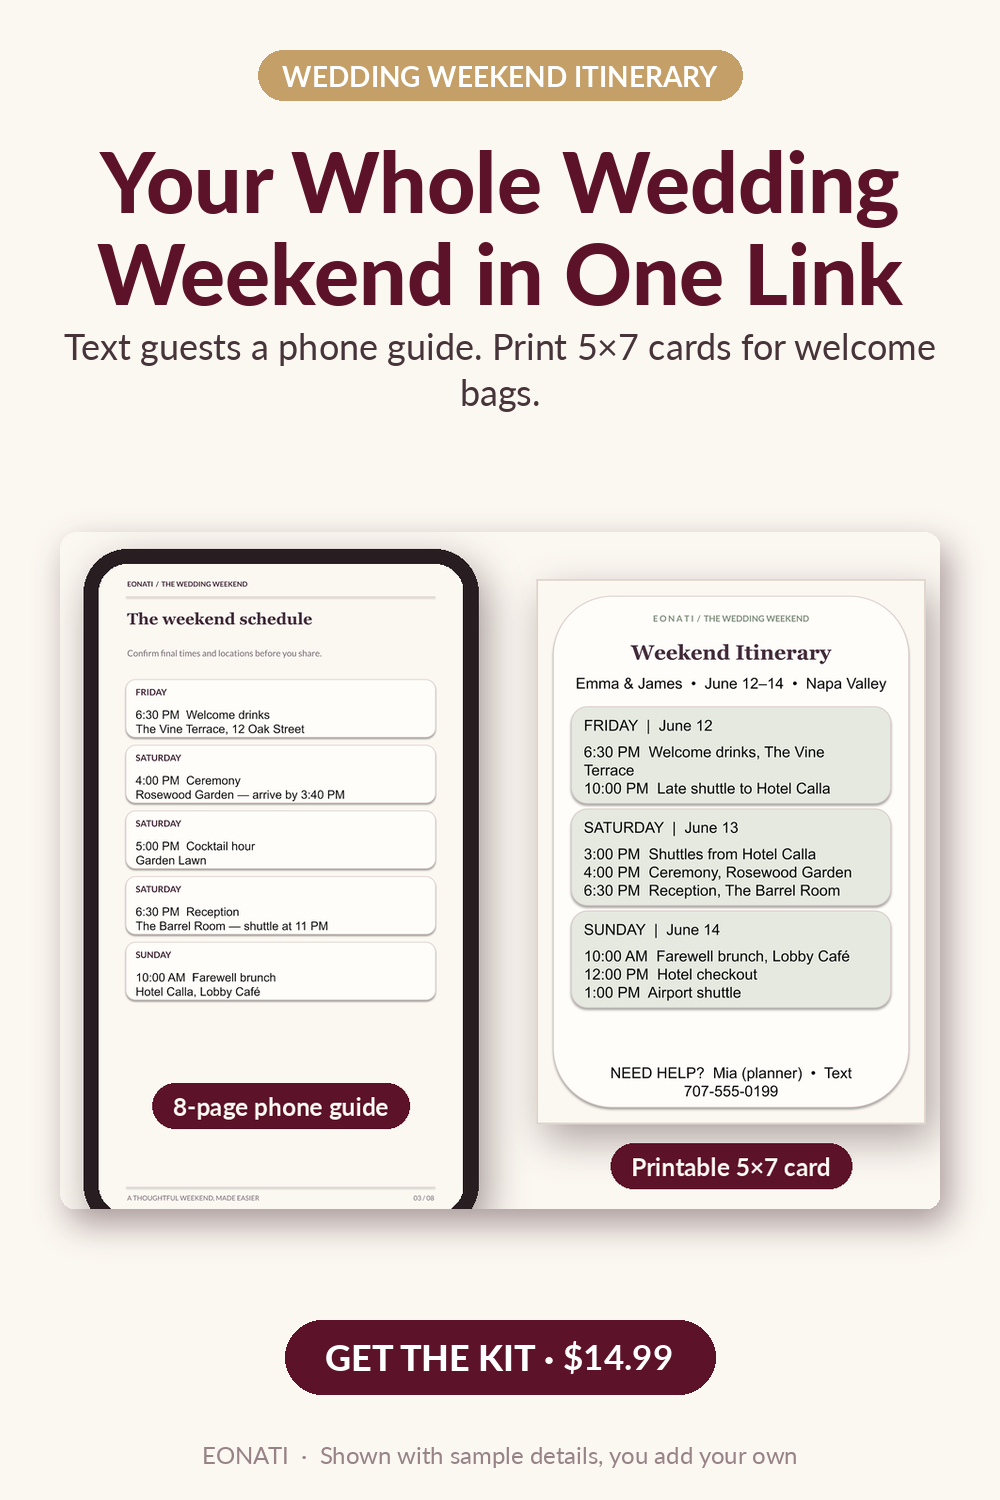 WEDDING WEEKEND ITINERARY
Your Whole Wedding
Weekend in One Link
Text guests a phone guide. Print 5×7 cards for welcome
bags.
EONATI / THE WEDDING WEEKEND
The weekend schedule
Confirm final times and locations before you share.
FRIDAY
6:30 PM Welcome drinks
The Vine Terrace, 12 Oak Street
SATURDAY
4:00 PM Ceremony
Rosewood Garden — arrive by 3:40 PM
SATURDAY
5:00 PM Cocktail hour
Garden Lawn
SATURDAY
6:30 PM Reception
The Barrel Room — shuttle at 11 PM
SUNDAY
10:00 AM Farewell brunch
Hotel Calla, Lobby Café
8-page phone guide
A THOUGHTFUL WEEKEND, MADE EASIER
03 / 08
EONATI / THE WEDDING WEEKEND
Weekend Itinerary
Emma & James • June 12–14 • Napa Valley
FRIDAY | June 12
6:30 PM Welcome drinks, The Vine
Terrace
10:00 PM Late shuttle to Hotel Calla
SATURDAY | June 13
3:00 PM Shuttles from Hotel Calla
4:00 PM Ceremony, Rosewood Garden
6:30 PM Reception, The Barrel Room
SUNDAY | June 14
10:00 AM Farewell brunch, Lobby Café
12:00 PM Hotel checkout
1:00 PM Airport shuttle
NEED HELP? Mia (planner) • Text
707-555-0199
Printable 5×7 card
GET THE KIT · $14.99
EONATI · Shown with sample details, you add your own